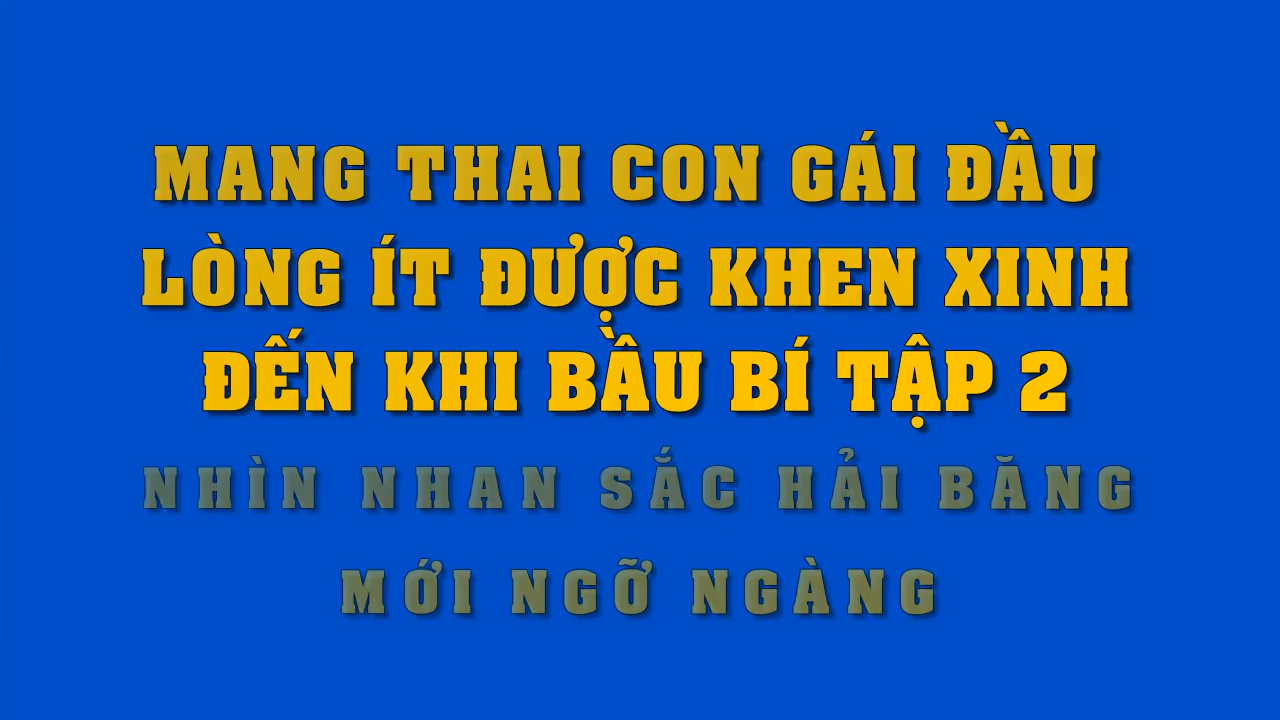 MANG THAI CON GÁI ĐẦU
LÒNG ÍT ĐƯỢC KHEN XINH
ĐẾN KHI BẦU BÍ TẬP 2
NHÌN NHAN SẮC HẢI BĂNG
MỚI NGỠ NGÀNG